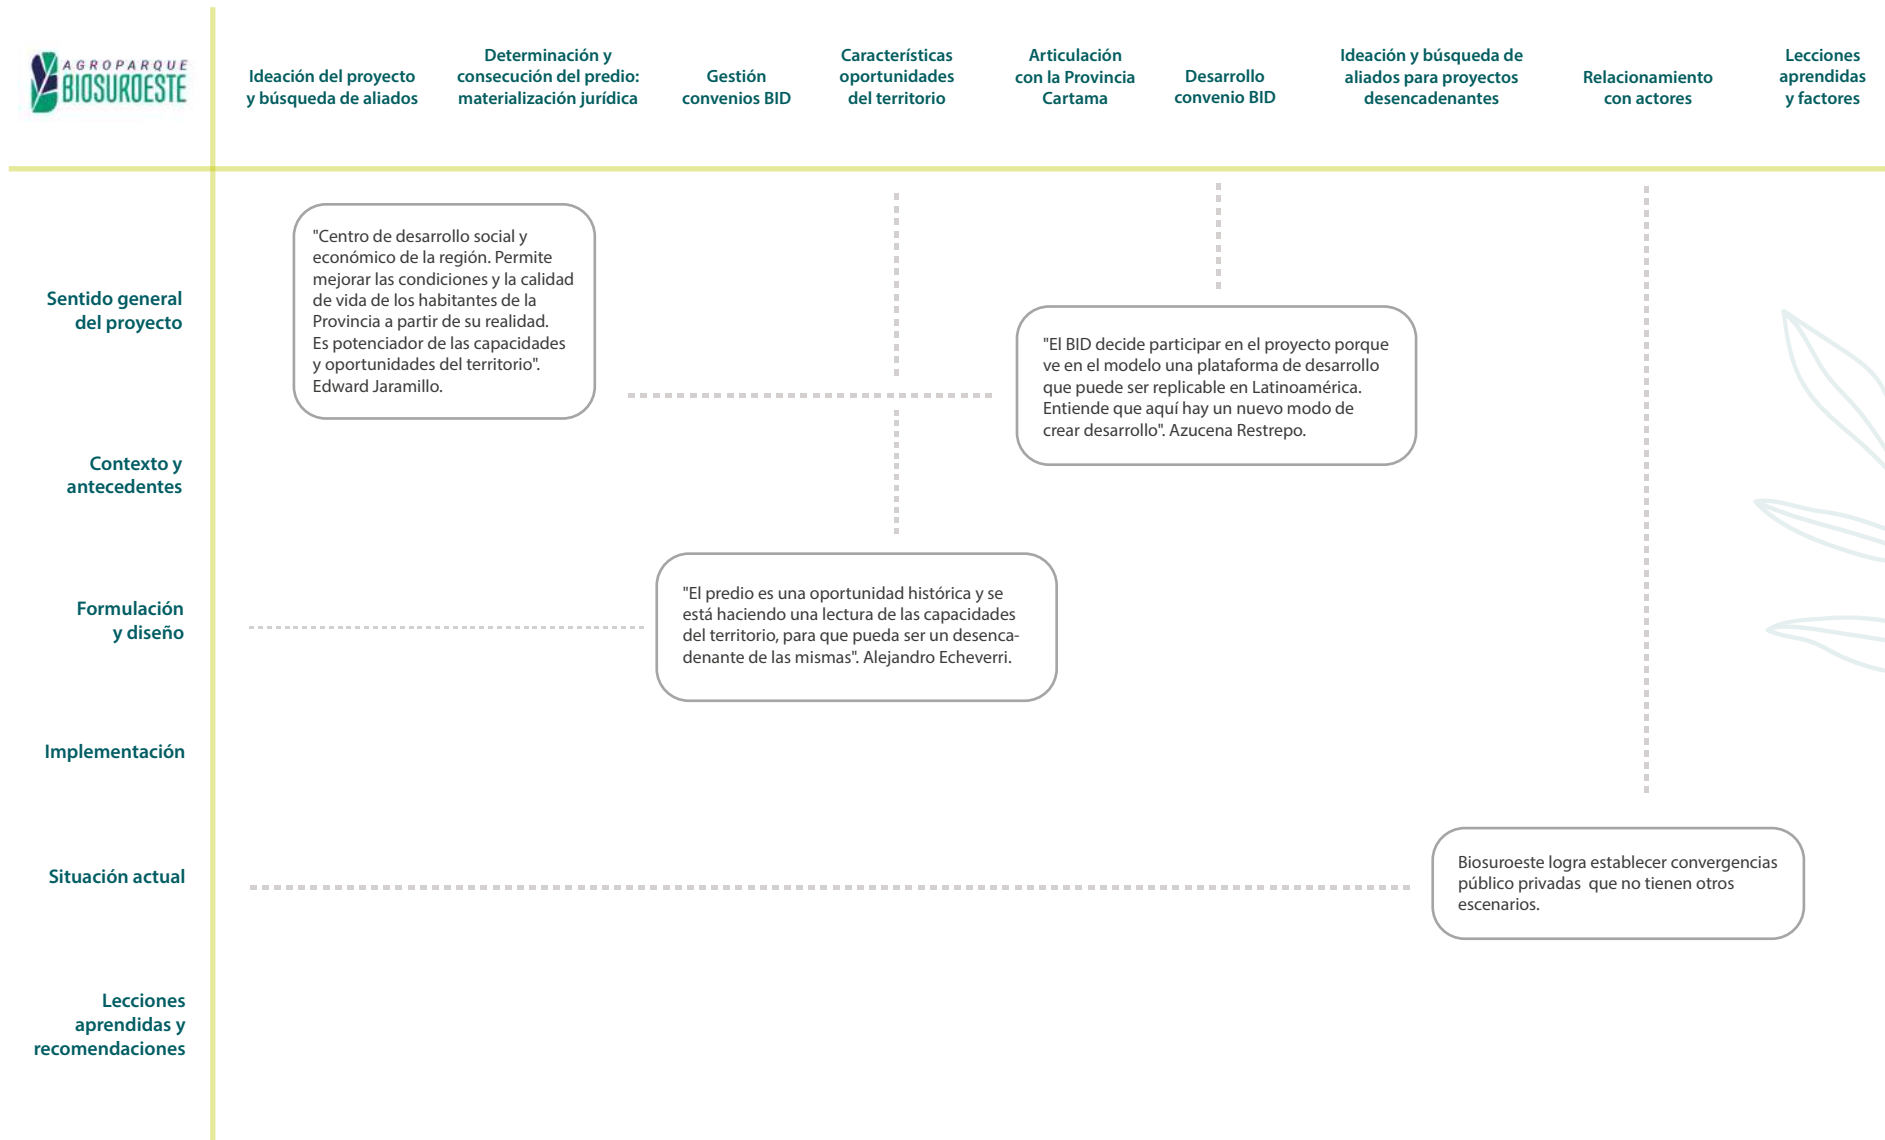 AGROPARQUE
BIOSUROESTE
Ideación del proyecto
y búsqueda de aliados
Determinación y
consecución del predio:
materialización jurídica
Gestión
convenios BID
Características
oportunidades
del territorio
Articulación
con la Provincia
Cartama
Desarrollo
convenio BID
Ideación y búsqueda de
aliados para proyectos
desencadenantes
Relacionamiento
con actores
Lecciones
aprendidas
y factores
Sentido general
del proyecto
"Centro de desarrollo social y
económico de la región. Permite
mejorar las condiciones y la calidad
de vida de los habitantes de la
Provincia a partir de su realidad.
Es potenciador de las capacidades
y oportunidades del territorio".
Edward Jaramillo.
"El BID decide participar en el proyecto porque
ve en el modelo una plataforma de desarrollo
que puede ser replicable en Latinoamérica.
Entiende que aquí hay un nuevo modo de
crear desarrollo". Azucena Restrepo.
Contexto y
antecedentes
Formulación
y diseño
"El predio es una oportunidad histórica y se
está haciendo una lectura de las capacidades
del territorio, para que pueda ser un desenca-
denante de las mismas". Alejandro Echeverri.
Implementación
Situación actual
Biosuroeste logra establecer convergencias
público privadas  que no tienen otros
escenarios.
Lecciones
aprendidas y
recomendaciones